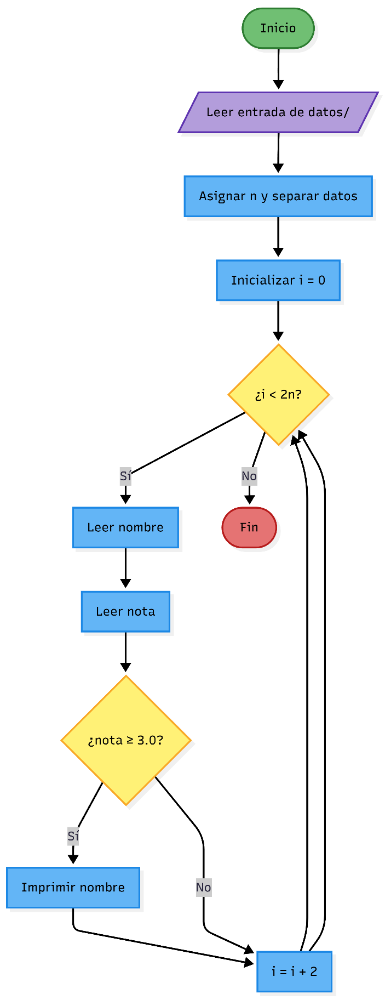 Inicio
Leer entrada de datos/
Asignar n y separar datos
Inicializar i = 0
¿i < 2n?
Sí
No
Leer nombre
Fin
Leer nota
¿nota ≥ 3.0?
Sí
Imprimir nombre
No
i = i + 2